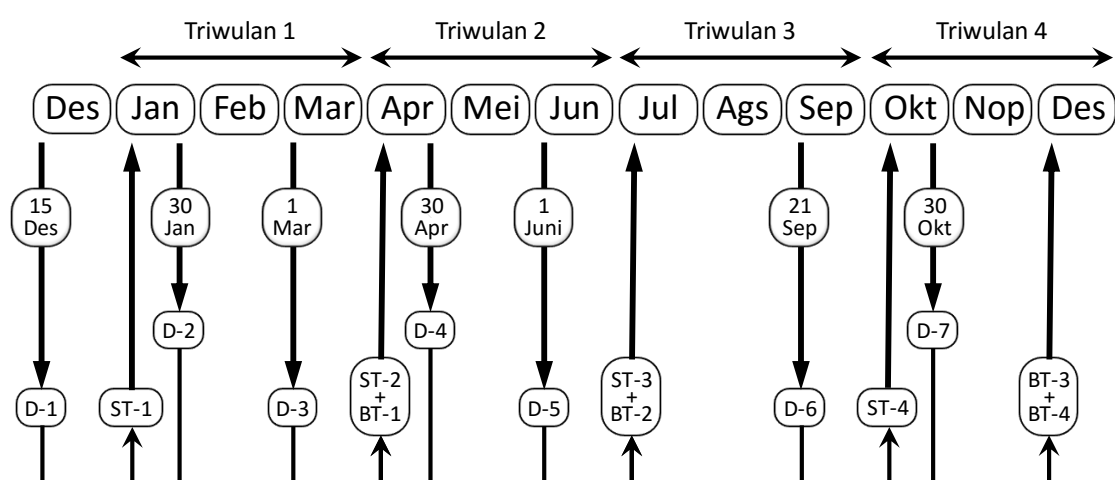 Triwulan 1
Triwulan 2
Triwulan 3
Triwulan 4
Des
Jan
Feb
Mar
Apr
Mei
Jun
Jul
Ags
Sep
Okt
Nop
Des
15
Des
30
Jan
1
Mar
30
Apr
1
Juni
21
Sep
30
Okt
D-2
D-4
D-7
D-1
ST-1
D-3
ST-2
+
BT-1
D-5
ST-3
+
BT-2
D-6
ST-4
BT-3
+
BT-4